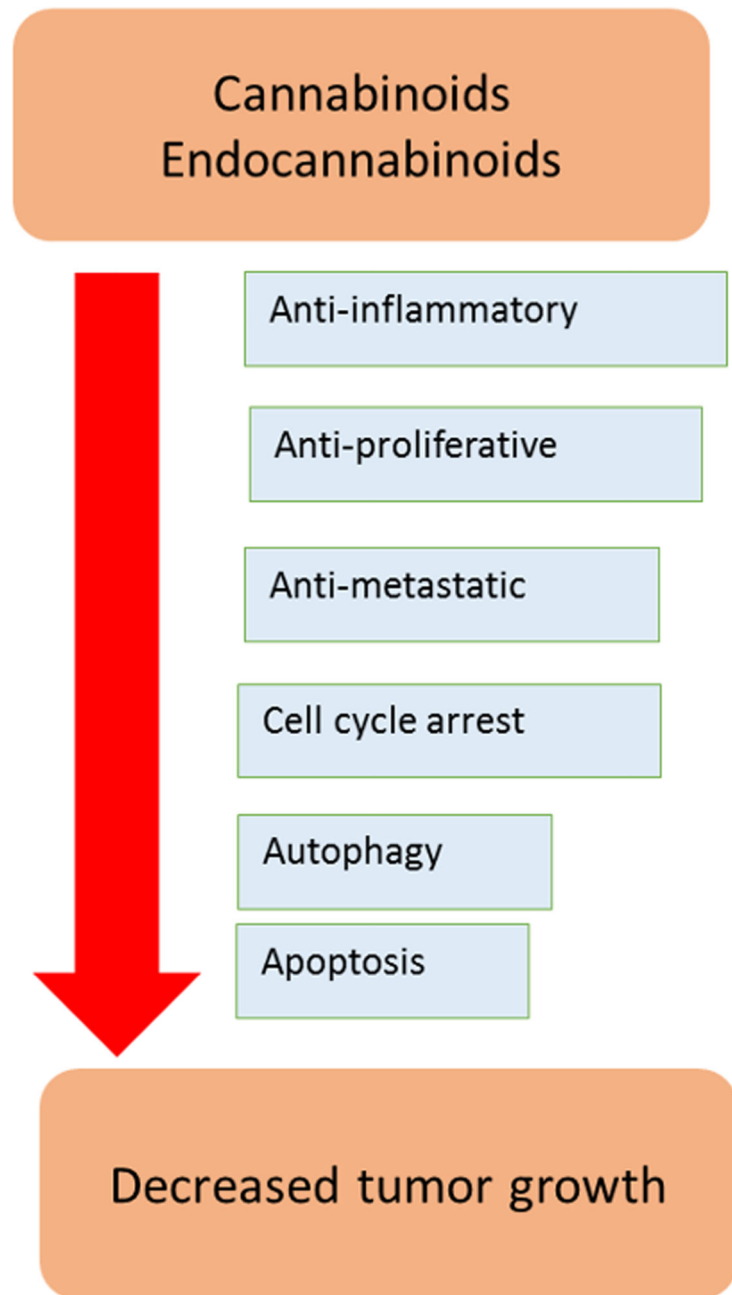 Cannabinoids
Endocannabinoids
Anti-inflammatory
Anti-proliferative
Anti-metastatic
Cell cycle arrest
Autophagy
Apoptosis
Decreased tumor growth